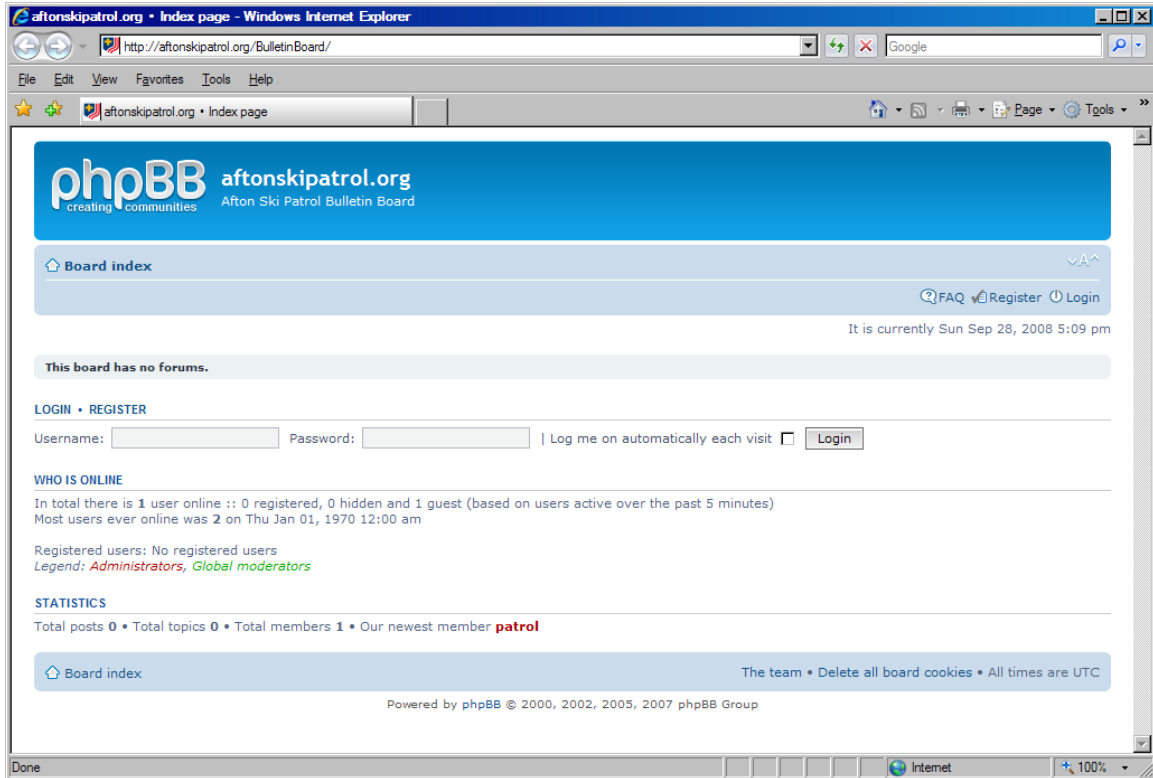 aftonskipatrol.org • Index page - Windows Internet Explorer
http://aftonskipatrol.org/BulletinBoard/
Google
File Edit View Favorites Tools Help
aftonskipatrol.org • Index page
Page Tools »
phpBB
creating communities
aftonskipatrol.org
Afton Ski Patrol Bulletin Board
Board index
A
FAQ Register Login
It is currently Sun Sep 28, 2008 5:09 pm
This board has no forums.
LOGIN • REGISTER
Username: Password: | Log me on automatically each visit Login
WHO IS ONLINE
In total there is 1 user online :: 0 registered, 0 hidden and 1 guest (based on users active over the past 5 minutes)
Most users ever online was 2 on Thu Jan 01, 1970 12:00 am
Registered users: No registered users
Legend: Administrators, Global moderators
STATISTICS
Total posts 0 • Total topics 0 • Total members 1 • Our newest member patrol
Board index
The team • Delete all board cookies • All times are UTC
Powered by phpBB © 2000, 2002, 2005, 2007 phpBB Group
Done Internet 100%